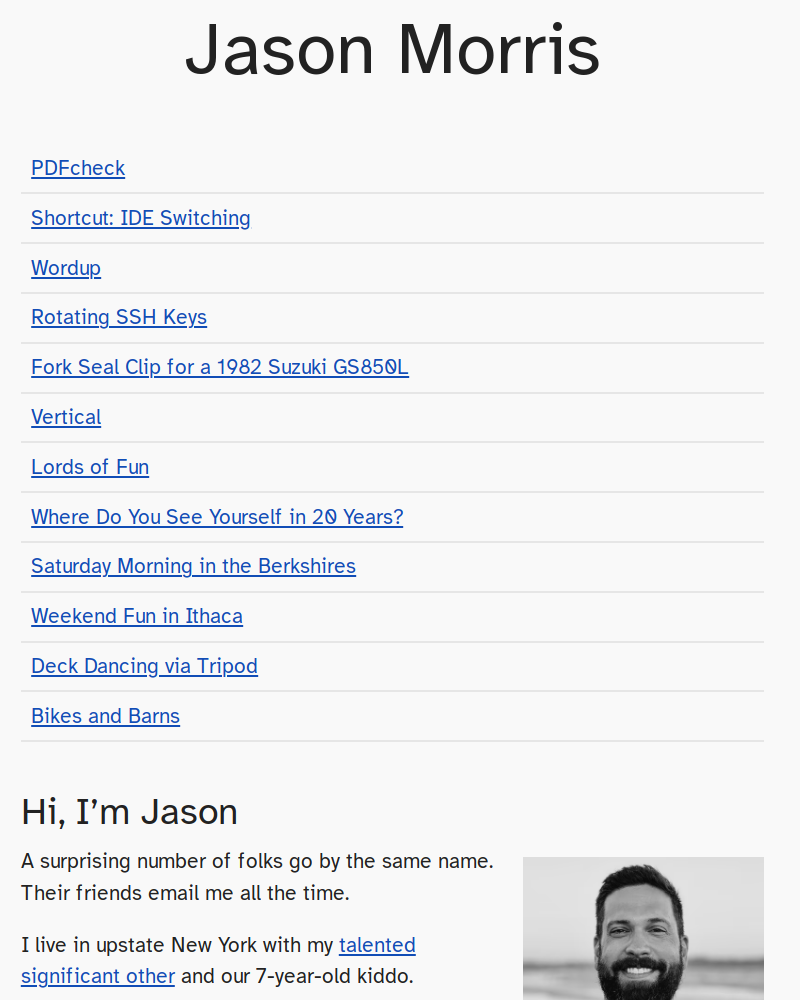 Jason Morris
PDFcheck
Shortcut: IDE Switching
Wordup
Rotating SSH Keys
Fork Seal Clip for a 1982 Suzuki GS850L
Vertical
Lords of Fun
Where Do You See Yourself in 20 Years?
Saturday Morning in the Berkshires
Weekend Fun in Ithaca
Deck Dancing via Tripod
Bikes and Barns
Hi, I’m Jason
A surprising number of folks go by the same name.
Their friends email me all the time.
I live in upstate New York with my talented
significant other and our 7-year-old kiddo.